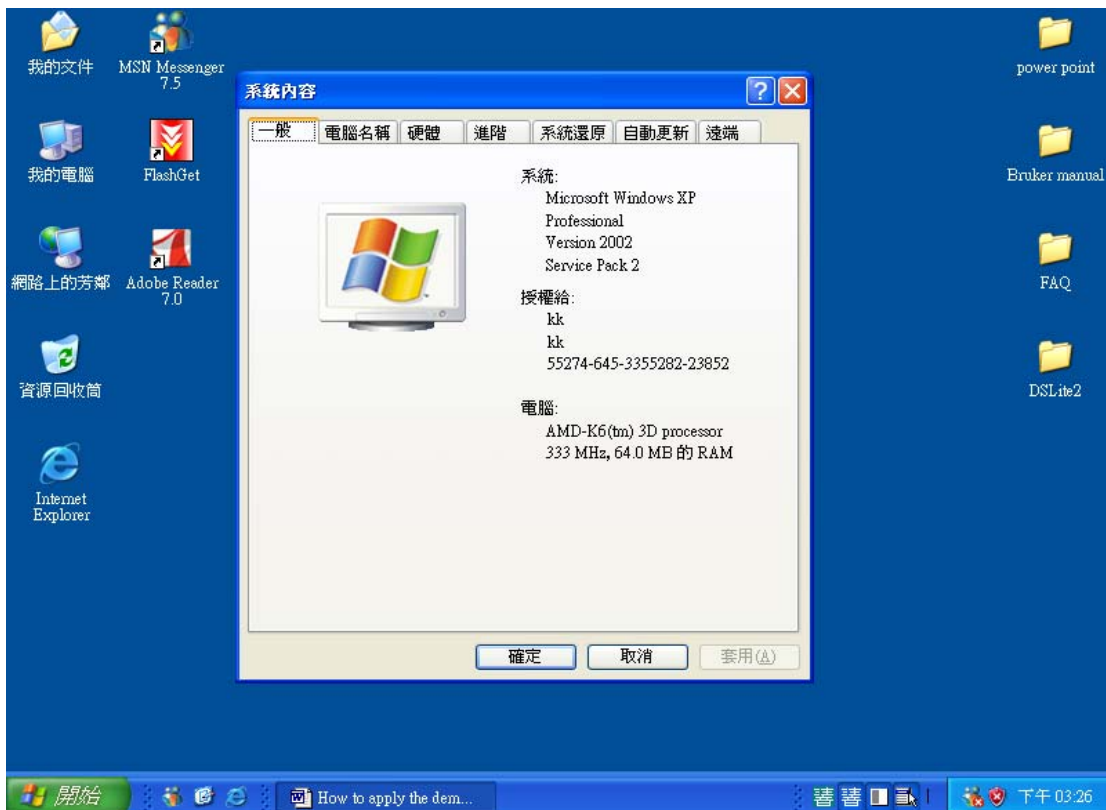 我的文件
MSN Messenger
7.5
我的電腦
FlashGet
網路上的芳鄰
Adobe Reader
7.0
資源回收筒
Internet
Explorer
系統內容
一般
電腦名稱
硬體
進階
系統還原
自動更新
遠端
系統:
Microsoft Windows XP
Professional
Version 2002
Service Pack 2
授權給:
kk
kk
55274-645-3355282-23852
電腦:
AMD-K6(tm) 3D processor
333 MHz, 64.0 MB 的 RAM
確定
取消
套用(A)
power point
Bruker manual
FAQ
DSLite2
開始
How to apply the dem...
下午 03:26